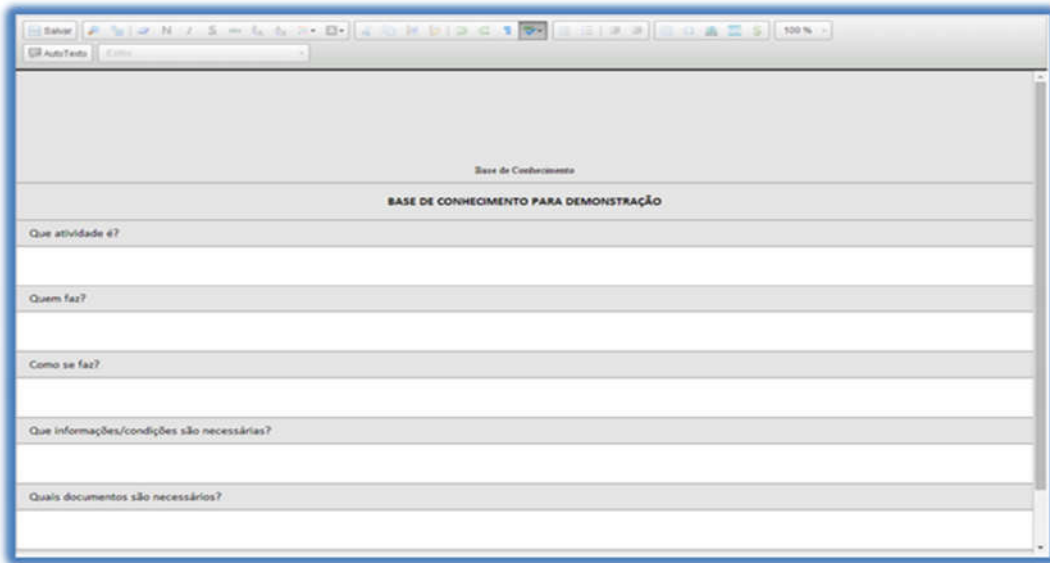 Salvar N I S 100 %
AutoTexto Estilo
Base de Conhecimento
BASE DE CONHECIMENTO PARA DEMONSTRAÇÃO
Que atividade é?
Quem faz?
Como se faz?
Que informações/condições são necessárias?
Quais documentos são necessários?